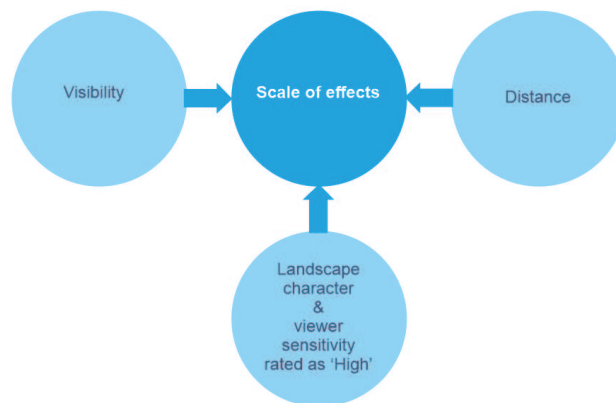 Visibility
Scale of effects
Distance
Landscape
character
&
viewer
sensitivity
rated as ‘High’